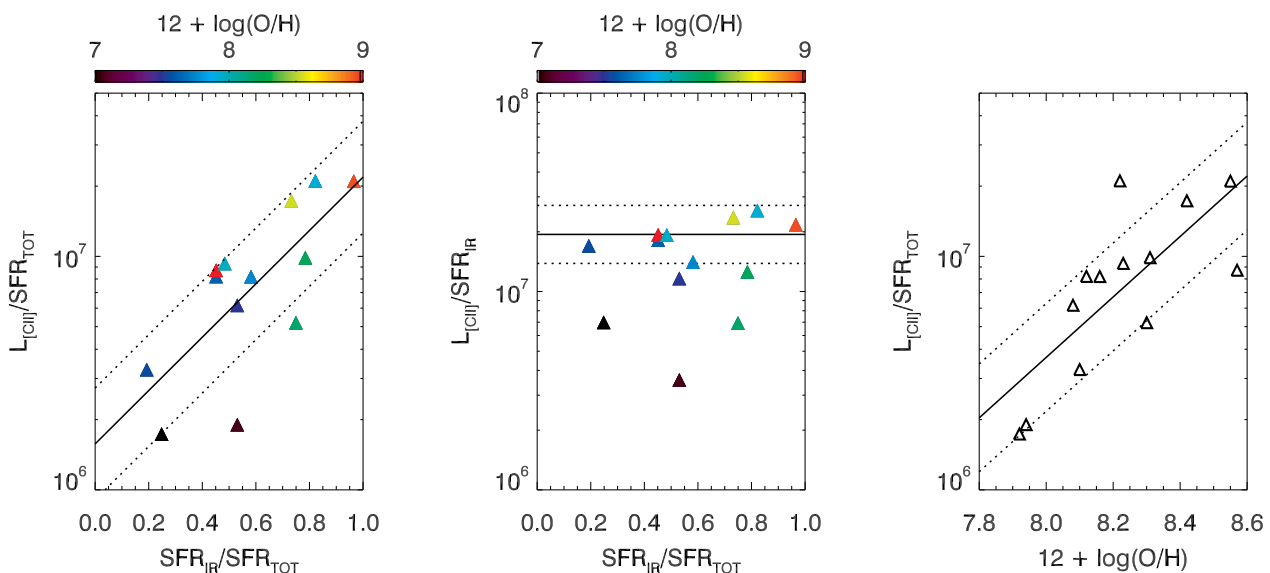 12 + log(O/H)
7 8 9
L[CII]/SFRTOT
10^7
10^6
0.0 0.2 0.4 0.6 0.8 1.0
SFRIR/SFRTOT
12 + log(O/H)
7 8 9
L[CII]/SFRIR
10^8
10^7
10^6
0.0 0.2 0.4 0.6 0.8 1.0
SFRIR/SFRTOT
L[CII]/SFRTOT
10^7
10^6
7.8 8.0 8.2 8.4 8.6
12 + log(O/H)